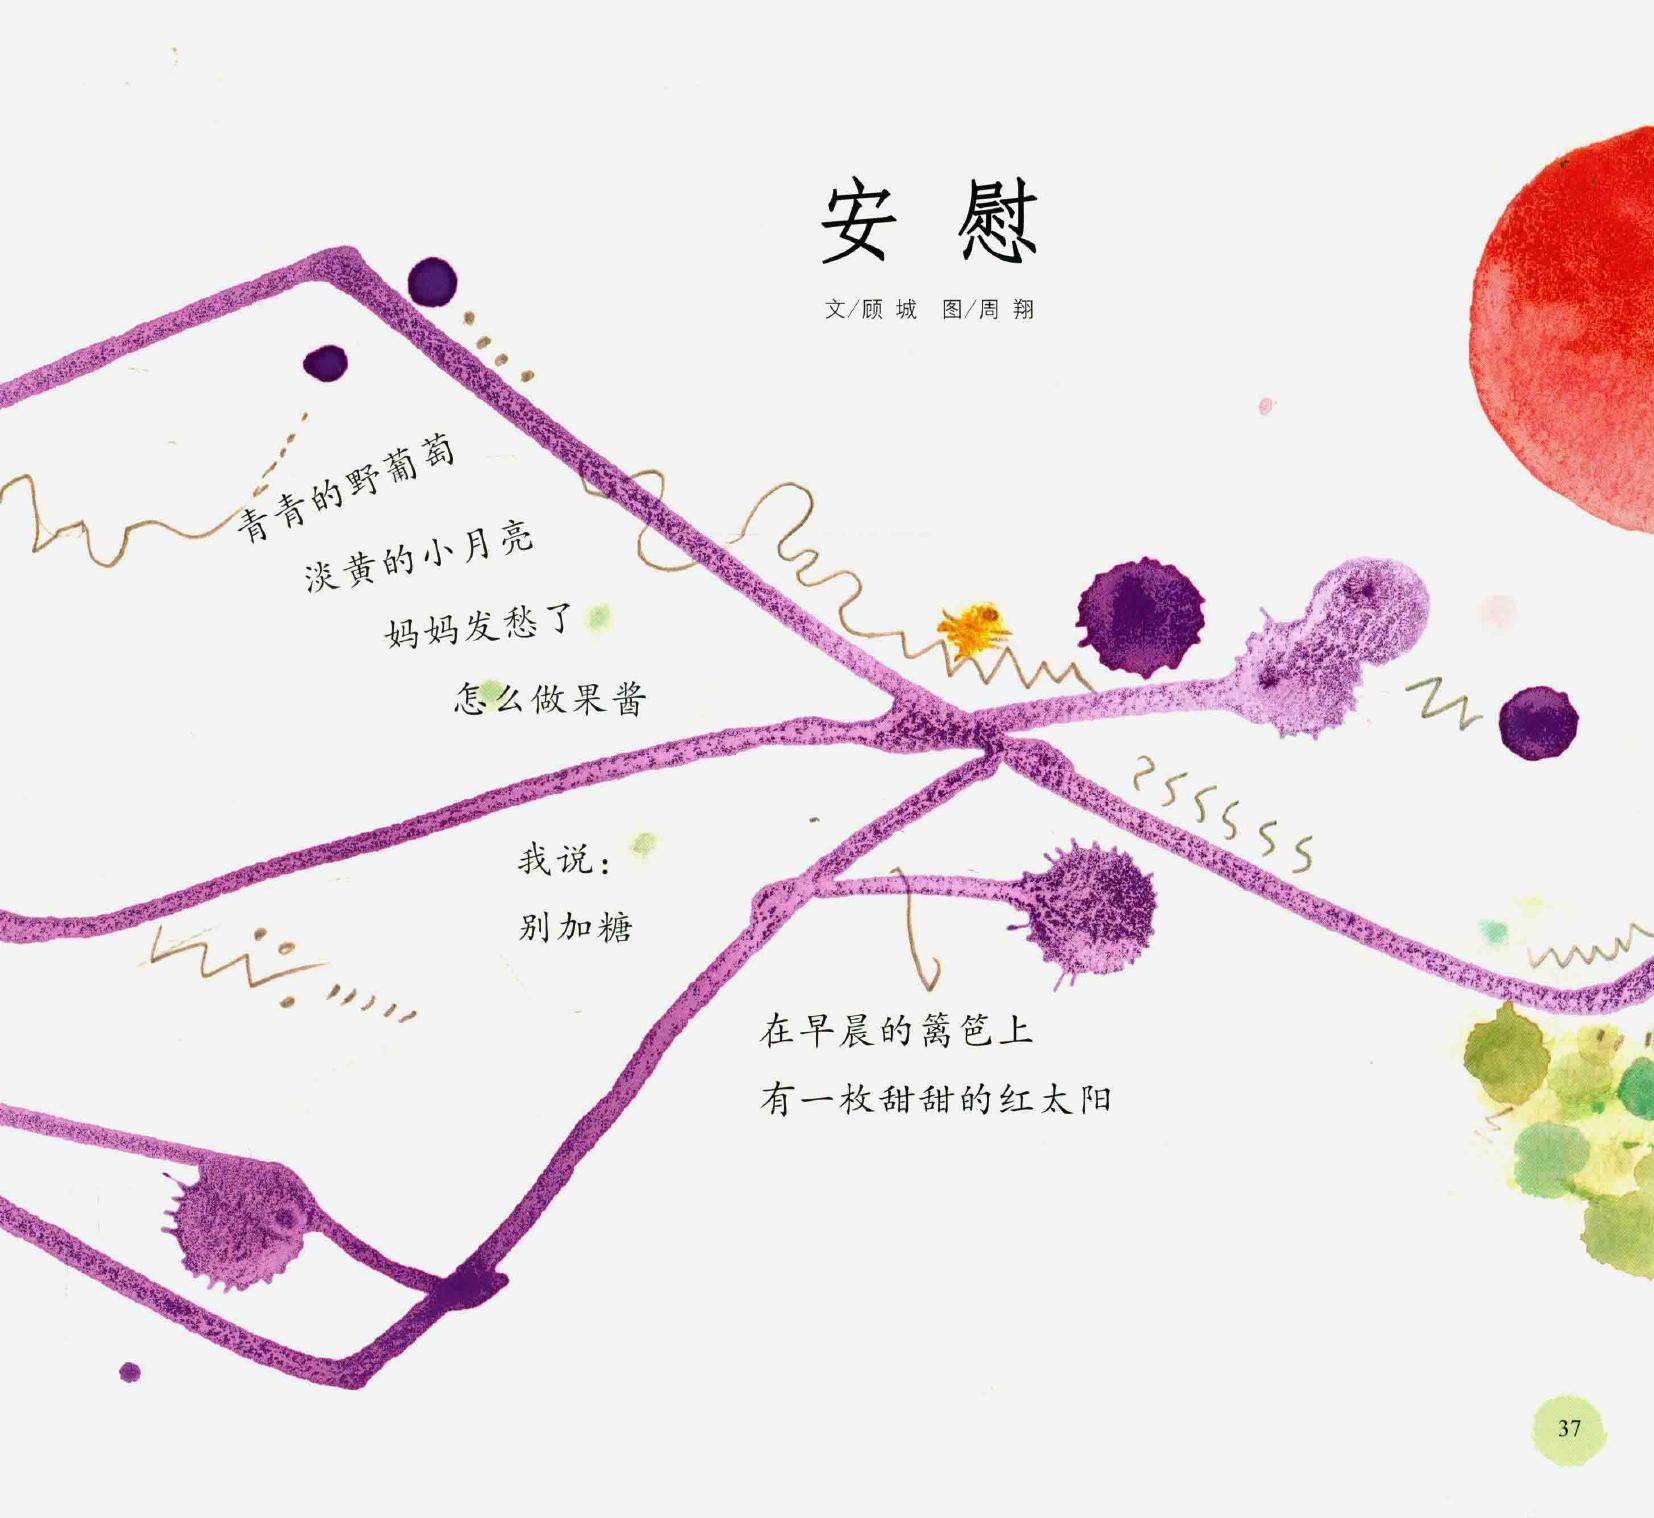 安慰
文/顾城 图/周翔
青青的野葡萄
淡黄的小月亮
妈妈发愁了
怎么做果酱
我说：
别加糖
在早晨的篱笆上
有一枚甜甜的红太阳
37